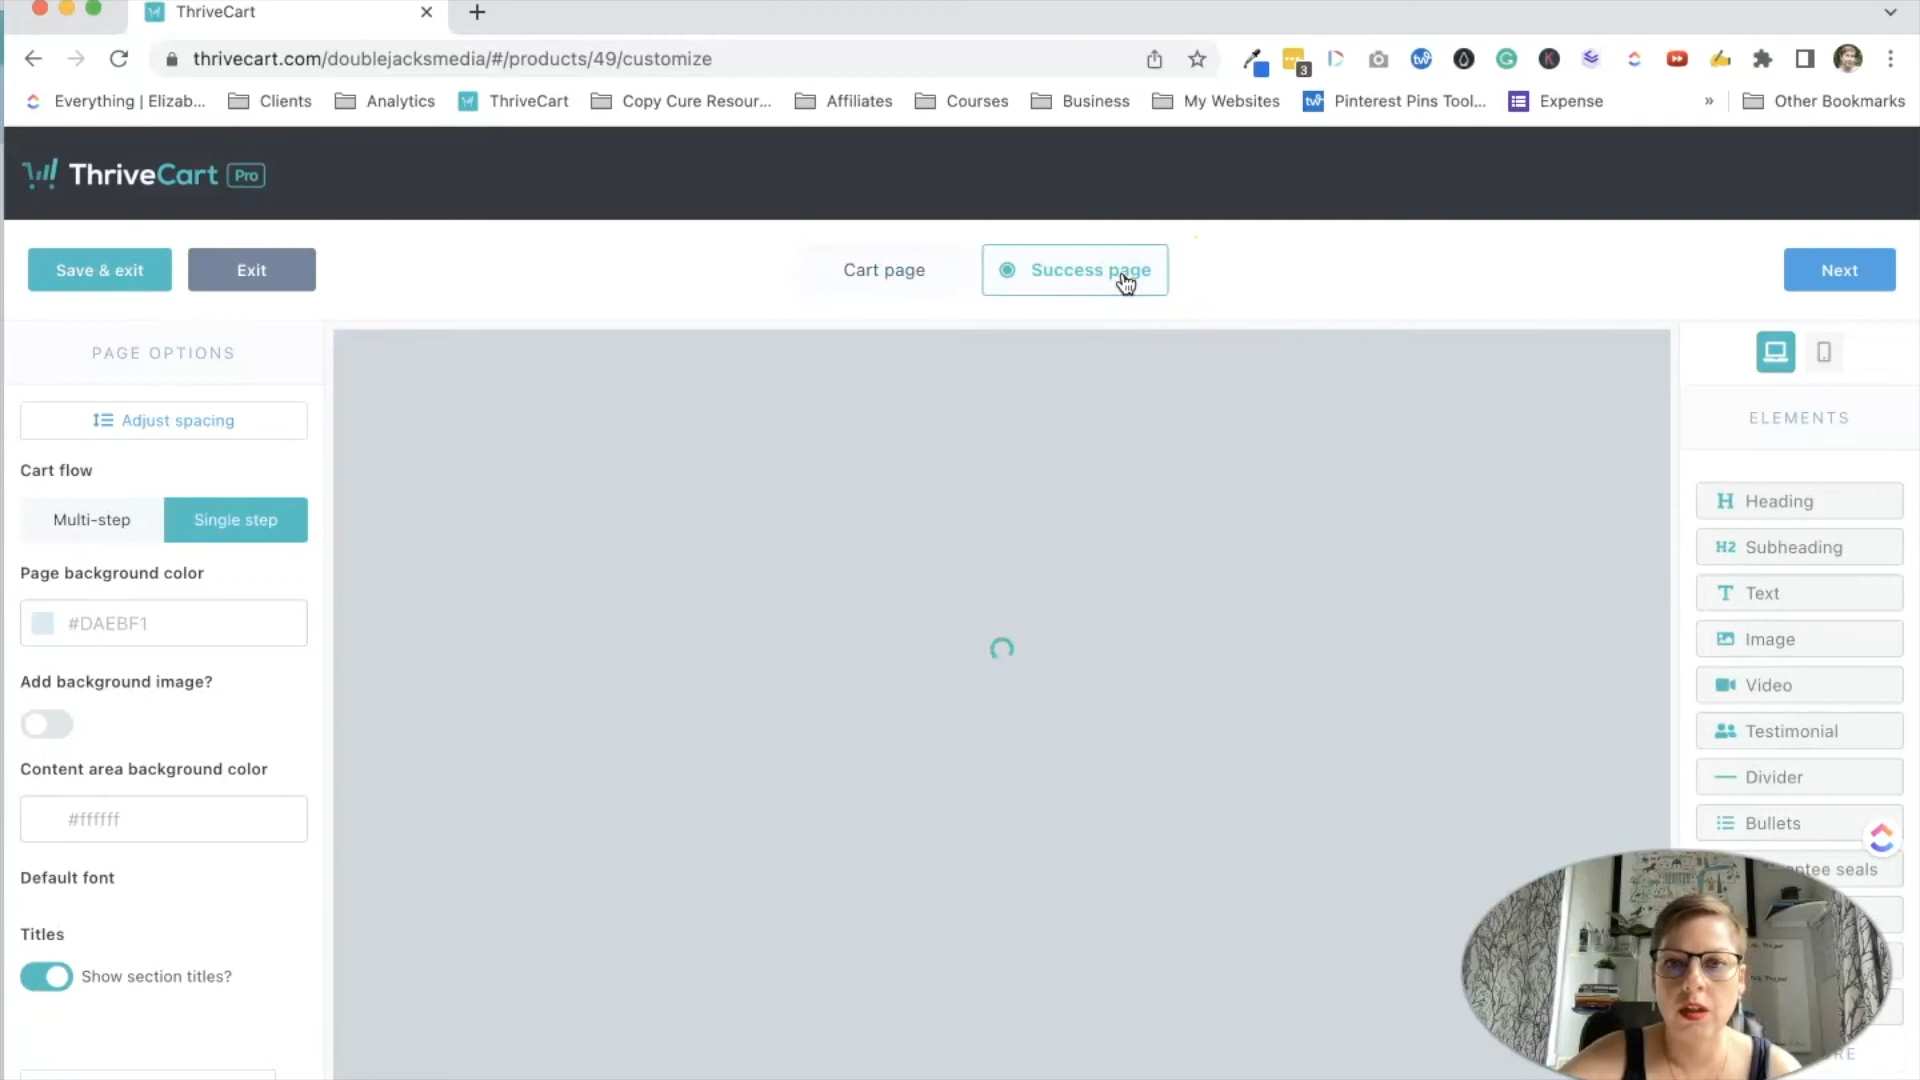 ThriveCart
thrivecart.com/doublejacksmedia/#/products/49/customize
3
Everything | Elizab...
Clients
Analytics
ThriveCart
Copy Cure Resour...
Affiliates
Courses
Business
My Websites
Pinterest Pins Tool...
Expense
»
Other Bookmarks
ThriveCart Pro
Save & exit
Exit
Cart page
Success page
Next
PAGE OPTIONS
Adjust spacing
Cart flow
Multi-step
Single step
Page background color
#DAEBF1
Add background image?
Content area background color
#ffffff
Default font
Titles
Show section titles?
ELEMENTS
H Heading
H2 Subheading
T Text
Image
Video
Testimonial
Divider
Bullets
seals